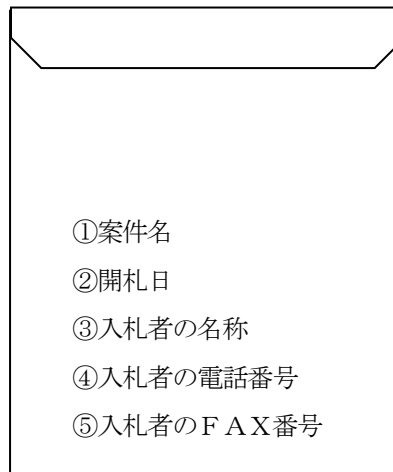 ①案件名
②開札日
③入札者の名称
④入札者の電話番号
⑤入札者のＦＡＸ番号